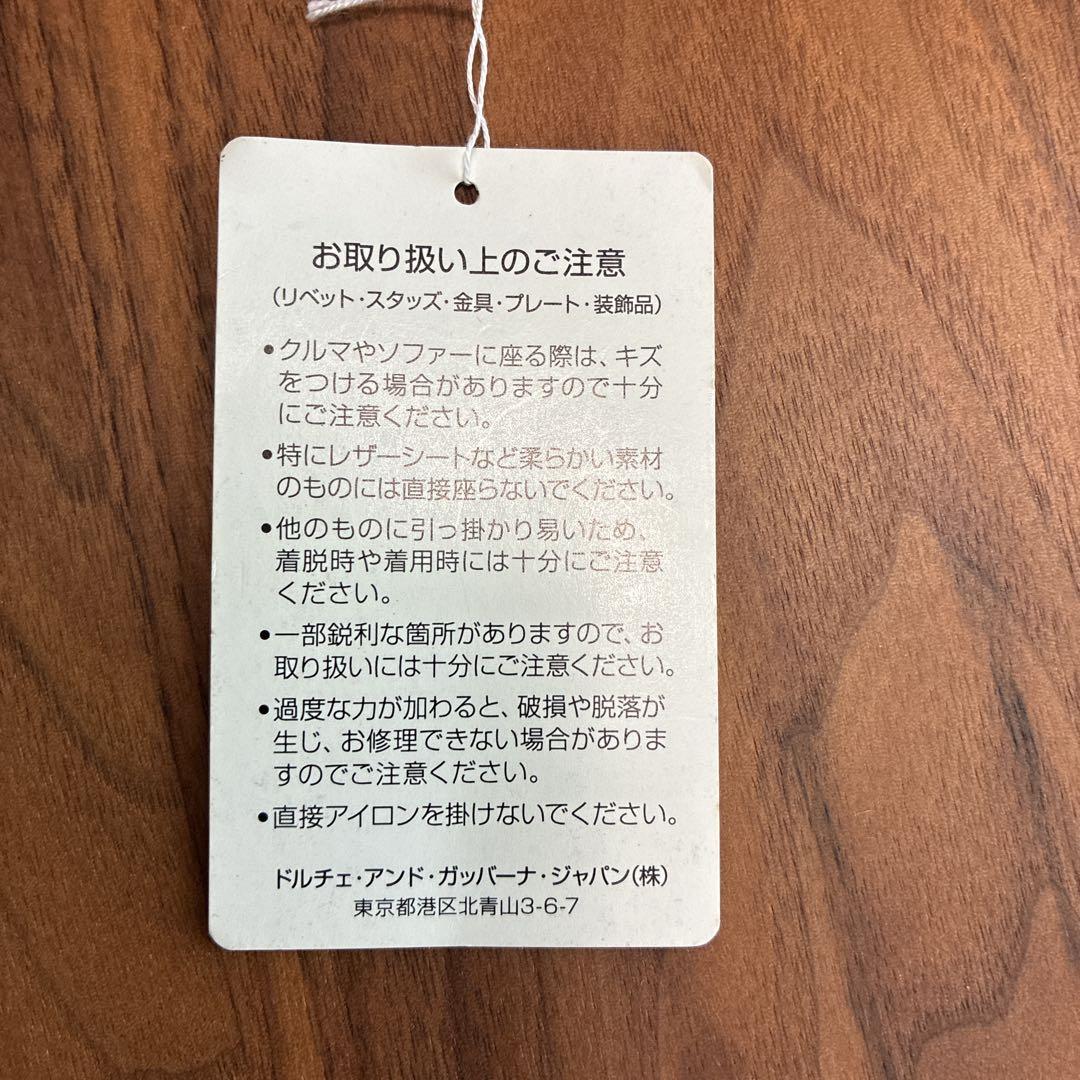 お取り扱い上のご注意
(リベット・スタッズ・金具・プレート・装飾品)
•クルマやソファーに座る際は、キズ
をつける場合がありますので十分
にご注意ください。
•特にレザーシートなど柔らかい素材
のものには直接座らないでください。
•他のものに引っ掛かり易いため、
着脱時や着用時には十分にご注意
ください。
•一部鋭利な箇所がありますので、お
取り扱いには十分にご注意ください。
•過度な力が加わると、破損や脱落が
生じ、お修理できない場合がありま
すのでご注意ください。
•直接アイロンを掛けないでください。
ドルチェ・アンド・ガッバーナ・ジャパン(株)
東京都港区北青山3-6-7